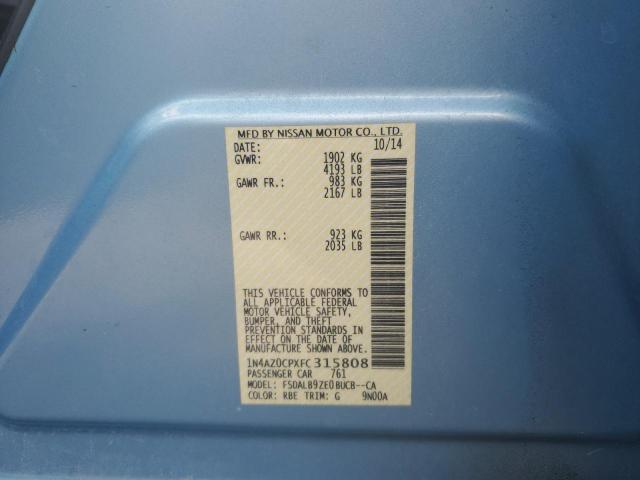 MFD BY NISSAN MOTOR CO., LTD.
DATE: 10/14
GVWR: 1902 KG
4193 LB
GAWR FR.: 983 KG
2167 LB
GAWR RR.: 923 KG
2035 LB
THIS VEHICLE CONFORMS TO
ALL APPLICABLE FEDERAL
MOTOR VEHICLE SAFETY,
BUMPER, AND THEFT
PREVENTION STANDARDS IN
EFFECT ON THE DATE OF
MANUFACTURE SHOWN ABOVE.
1N4AZ0CPXFC315808
PASSENGER CAR 761
MODEL: FSDALB9ZE0BUCB--CA
COLOR: RBE TRIM: G 9N00A